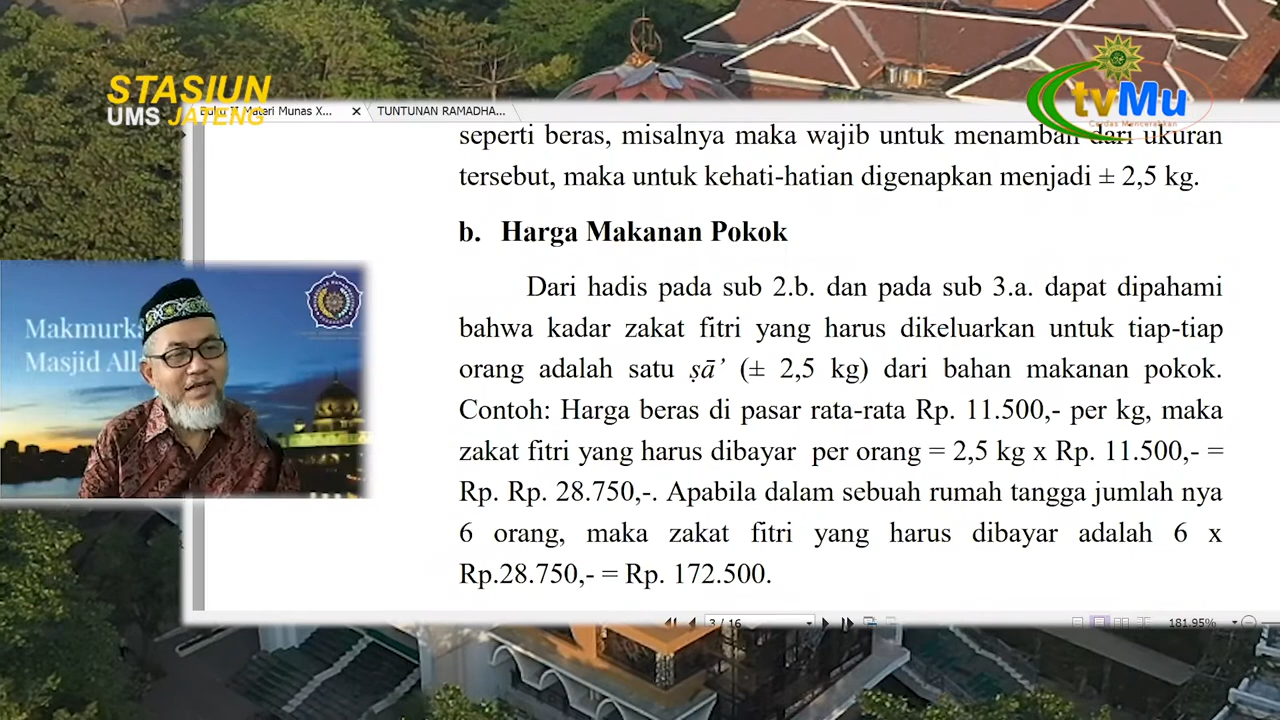 STASIUN
UMS JATENG
tvMu
Cerdas Mencerahkan
Materi Munas X...
TUNTUNAN RAMADHA...
seperti beras, misalnya maka wajib untuk menambah dari ukuran
tersebut, maka untuk kehati-hatian digenapkan menjadi ± 2,5 kg.
b. Harga Makanan Pokok
Dari hadis pada sub 2.b. dan pada sub 3.a. dapat dipahami
bahwa kadar zakat fitri yang harus dikeluarkan untuk tiap-tiap
orang adalah satu ṣā’ (± 2,5 kg) dari bahan makanan pokok.
Contoh: Harga beras di pasar rata-rata Rp. 11.500,- per kg, maka
zakat fitri yang harus dibayar per orang = 2,5 kg x Rp. 11.500,- =
Rp. Rp. 28.750,-. Apabila dalam sebuah rumah tangga jumlah nya
6 orang, maka zakat fitri yang harus dibayar adalah 6 x
Rp.28.750,- = Rp. 172.500.
Makmurka
Masjid All
3 / 16
181.95%